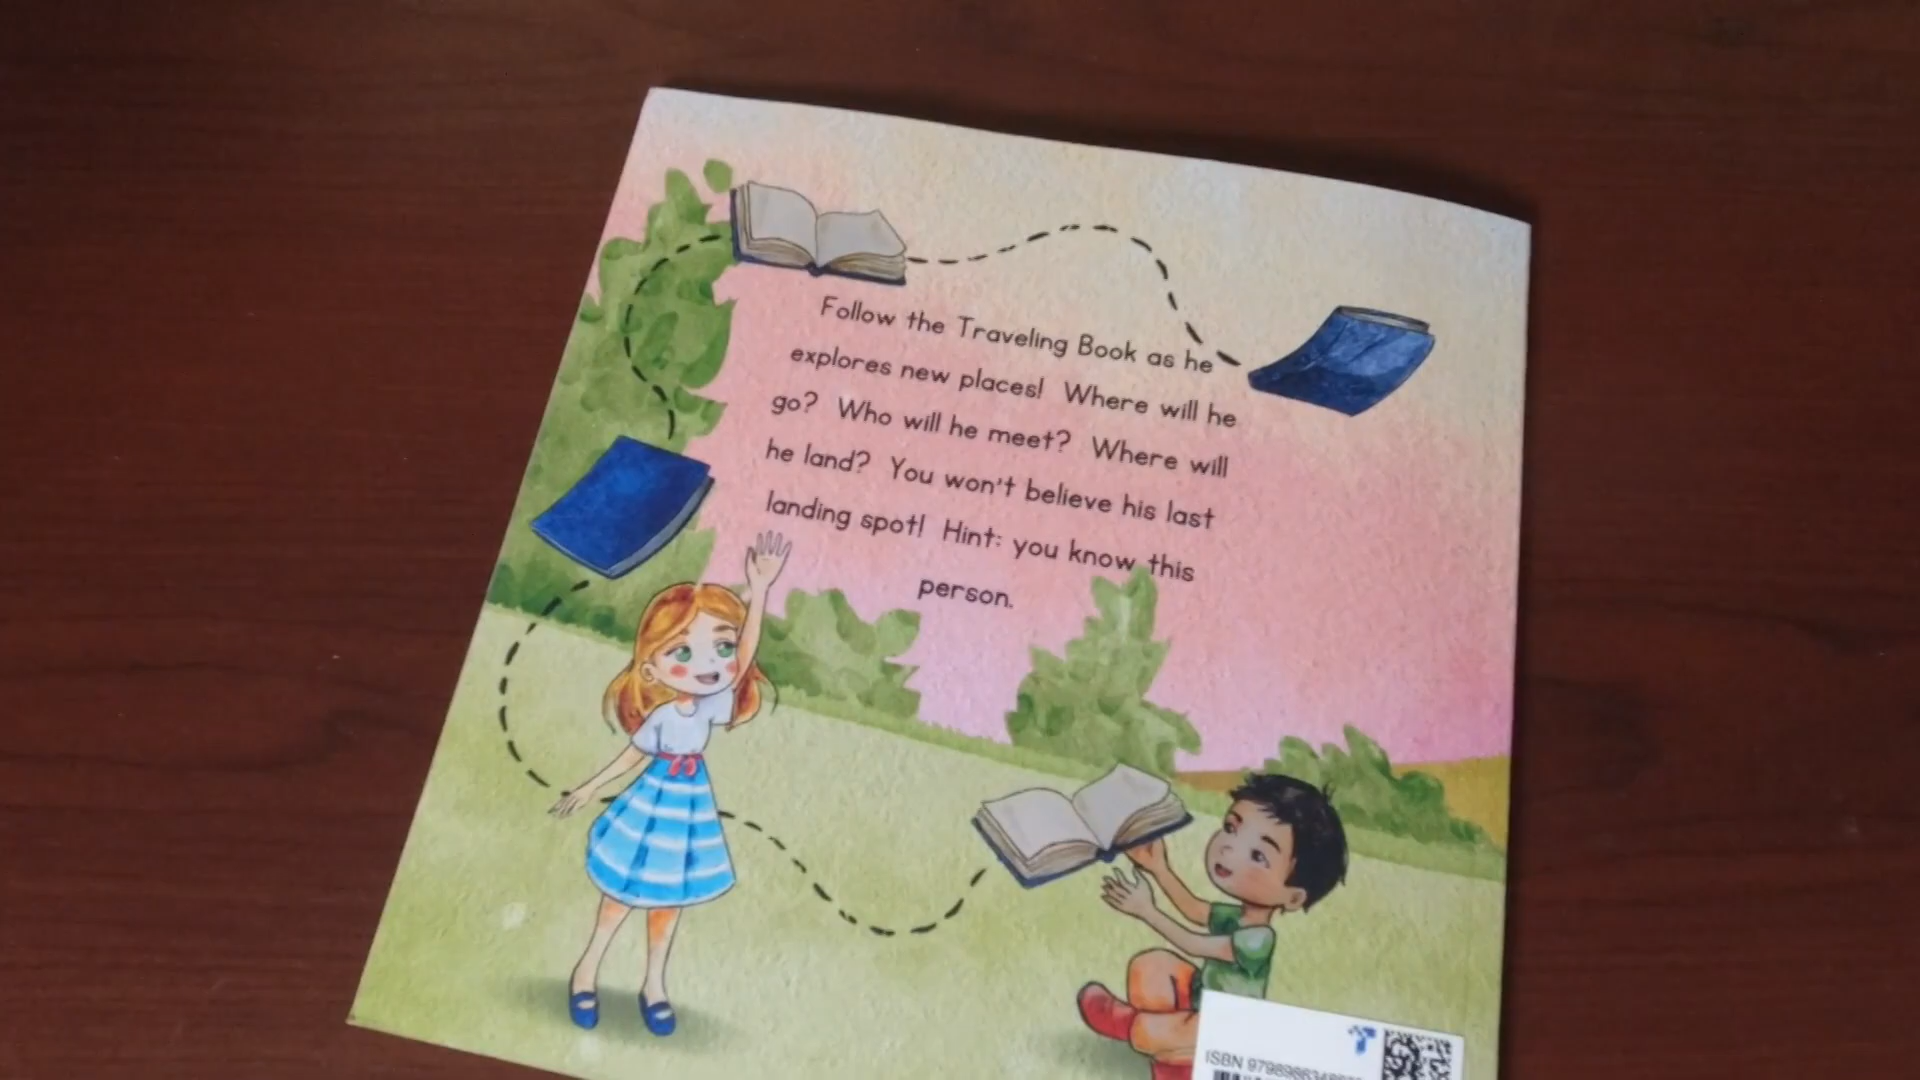 Follow the Traveling Book as he
explores new places! Where will he
go? Who will he meet? Where will
he land? You won't believe his last
landing spot! Hint: you know this
person.
ISBN